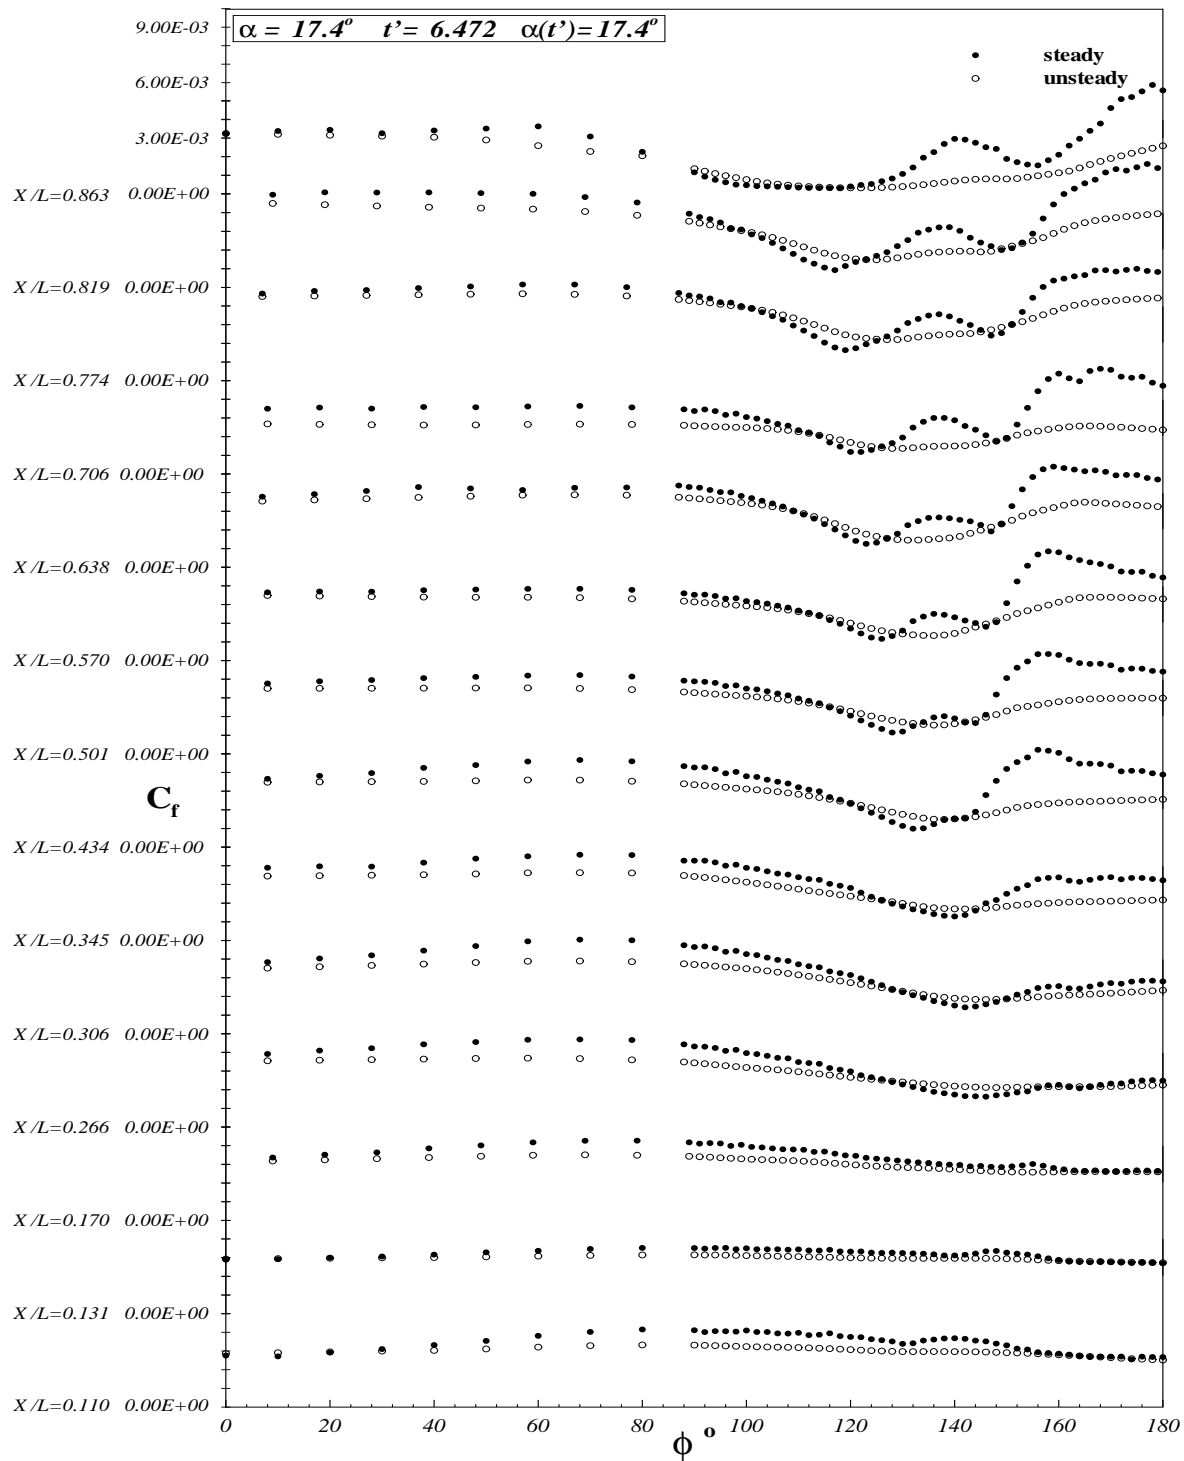 9.00E-03
α = 17.4° t’= 6.472 α(t’)=17.4°
steady
6.00E-03
unsteady
3.00E-03
X/L=0.863 0.00E+00
X/L=0.819 0.00E+00
X/L=0.774 0.00E+00
X/L=0.706 0.00E+00
X/L=0.638 0.00E+00
X/L=0.570 0.00E+00
X/L=0.501 0.00E+00
Cf
X/L=0.434 0.00E+00
X/L=0.345 0.00E+00
X/L=0.306 0.00E+00
X/L=0.266 0.00E+00
X/L=0.170 0.00E+00
X/L=0.131 0.00E+00
X/L=0.110 0.00E+00
0 20 40 60 80 100 120 140 160 180
ϕ °